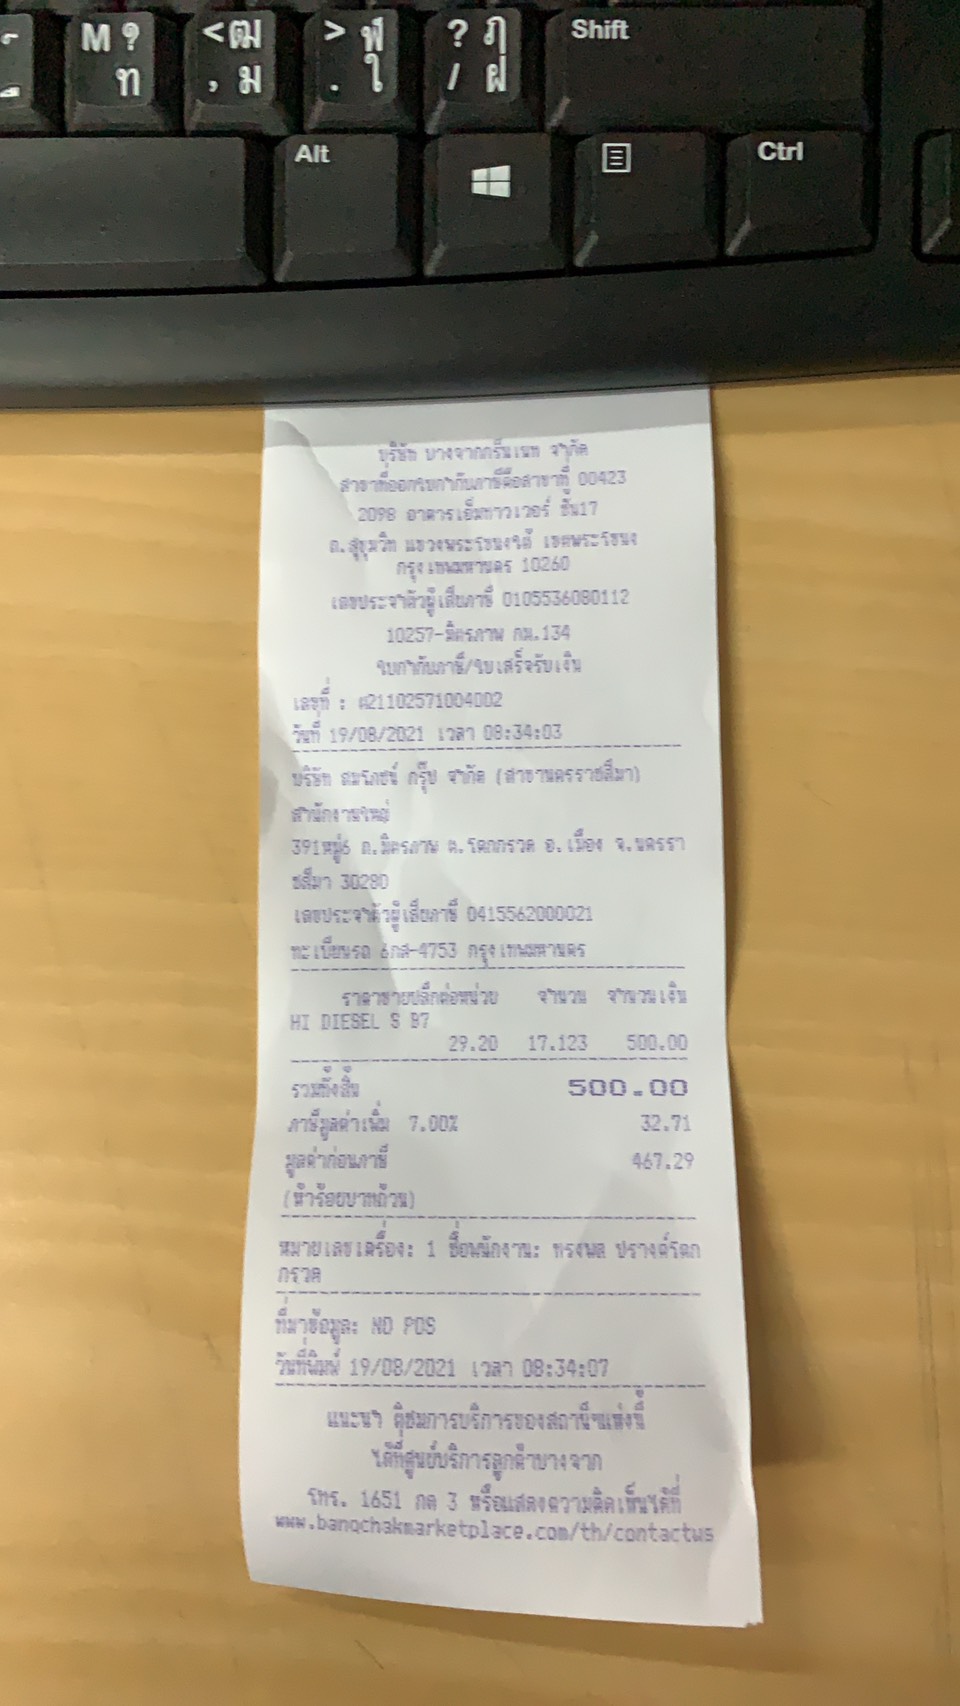 M ?
ท
< ฒ
, ม
> ฬ
. ใ
? ฦ
/ ฝ
Shift
Alt
Ctrl
บริษัท บางจากกรีนเนท จำกัด
สาขาที่ออกใบกำกับภาษีคือสาขาที่ 00423
2098 อาคารเอ็มทาวเวอร์ ชั้น17
ถ.สุขุมวิท แขวงพระโขนงใต้ เขตพระโขนง
กรุงเทพมหานคร 10260
เลขประจำตัวผู้เสียภาษี 0105536080112
10257-มิตรภาพ กม.134
ใบกำกับภาษี/ใบเสร็จรับเงิน
เลขที่ : 21102571004002
วันที่ 19/08/2021 เวลา 08:34:03
บริษัท สมโภชน์ กรุ๊ป จำกัด (สาขานครราชสีมา)
สำนักงานใหญ่
391หมู่6 ถ.มิตรภาพ ต.โคกกรวด อ.เมือง จ.นครรา
ชสีมา 30280
เลขประจำตัวผู้เสียภาษี 0415562000021
ทะเบียนรถ 6กส-4753 กรุงเทพมหานคร
ราคาขายปลีกต่อหน่วย จำนวน จำนวนเงิน
HI DIESEL S B7
29.20 17.123 500.00
รวมทั้งสิ้น 500.00
ภาษีมูลค่าเพิ่ม 7.00% 32.71
มูลค่าก่อนภาษี 467.29
(ห้าร้อยบาทถ้วน)
หมายเลขเครื่อง: 1 ชื่อพนักงาน: ทรงพล ปรางค์โคก
กรวด
ที่มาข้อมูล: NO POS
วันที่พิมพ์ 19/08/2021 เวลา 08:34:07
แนะนำ ติชมการบริการของสถานีฯแห่งนี้
ได้ที่ศูนย์บริการลูกค้าบางจาก
โทร. 1651 กด 3 หรือแสดงความคิดเห็นได้ที่
www.bangchakmarketplace.com/th/contactus